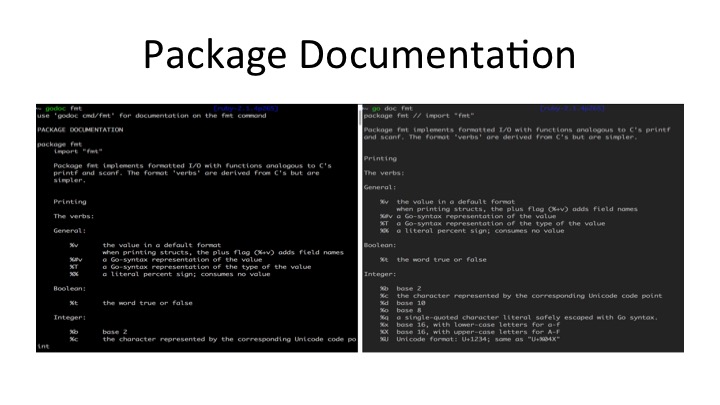 Package Documentation
~ godoc fmt
use 'godoc cmd/fmt' for documentation on the fmt command
PACKAGE DOCUMENTATION
package fmt
import "fmt"
Package fmt implements formatted I/O with functions analogous to C's
printf and scanf. The format 'verbs' are derived from C's but are
simpler.
Printing
The verbs:
General:
%v the value in a default format
when printing structs, the plus flag (%+v) adds field names
%#v a Go-syntax representation of the value
%T a Go-syntax representation of the type of the value
%% a literal percent sign; consumes no value
Boolean:
%t the word true or false
Integer:
%b base 2
%c the character represented by the corresponding Unicode code po
int
~ go doc fmt
package fmt // import "fmt"
Package fmt implements formatted I/O with functions analogous to C's printf
and scanf. The format 'verbs' are derived from C's but are simpler.
Printing
The verbs:
General:
%v the value in a default format
when printing structs, the plus flag (%+v) adds field names
%#v a Go-syntax representation of the value
%T a Go-syntax representation of the type of the value
%% a literal percent sign; consumes no value
Boolean:
%t the word true or false
Integer:
%b base 2
%c the character represented by the corresponding Unicode code point
%d base 10
%o base 8
%q a single-quoted character literal safely escaped with Go syntax.
%x base 16, with lower-case letters for a-f
%X base 16, with upper-case letters for A-F
%U Unicode format: U+1234; same as "U+%04X"